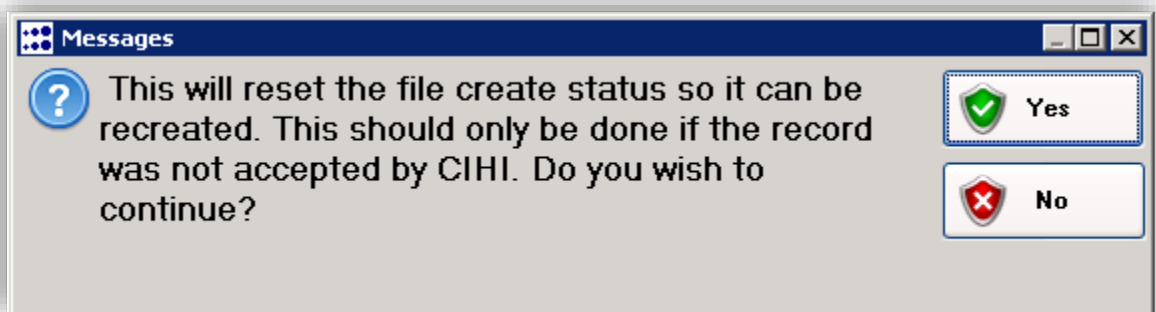 Messages
This will reset the file create status so it can be
recreated. This should only be done if the record
was not accepted by CIHI. Do you wish to
continue?
Yes
No